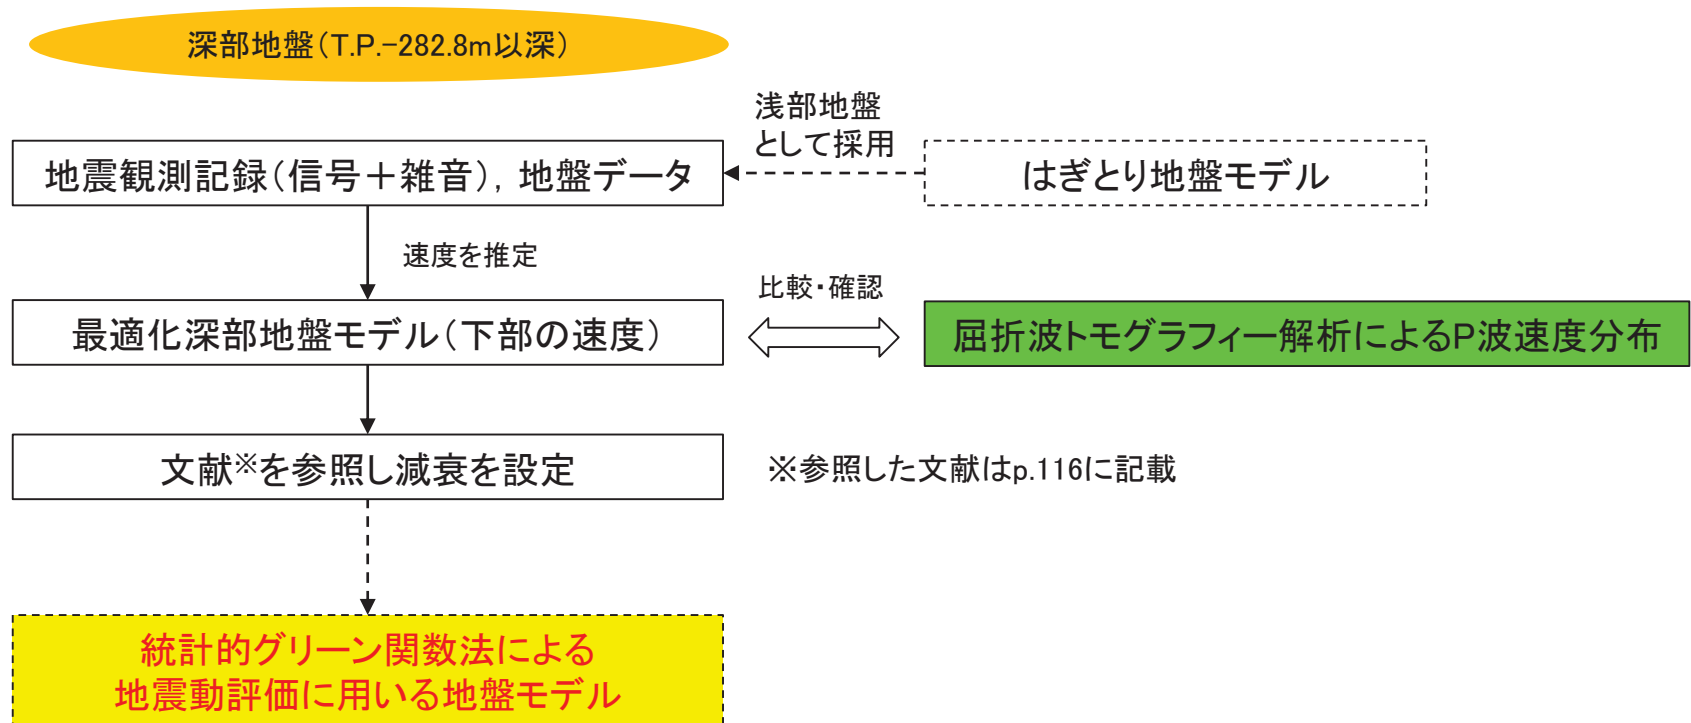 深部地盤（T.P.-282.8m以深）
浅部地盤
として採用
地震観測記録（信号＋雑音），地盤データ
はぎとり地盤モデル
速度を推定
比較・確認
最適化深部地盤モデル（下部の速度）
屈折波トモグラフィー解析によるP波速度分布
文献※を参照し減衰を設定
※参照した文献はp.116に記載
統計的グリーン関数法による
地震動評価に用いる地盤モデル